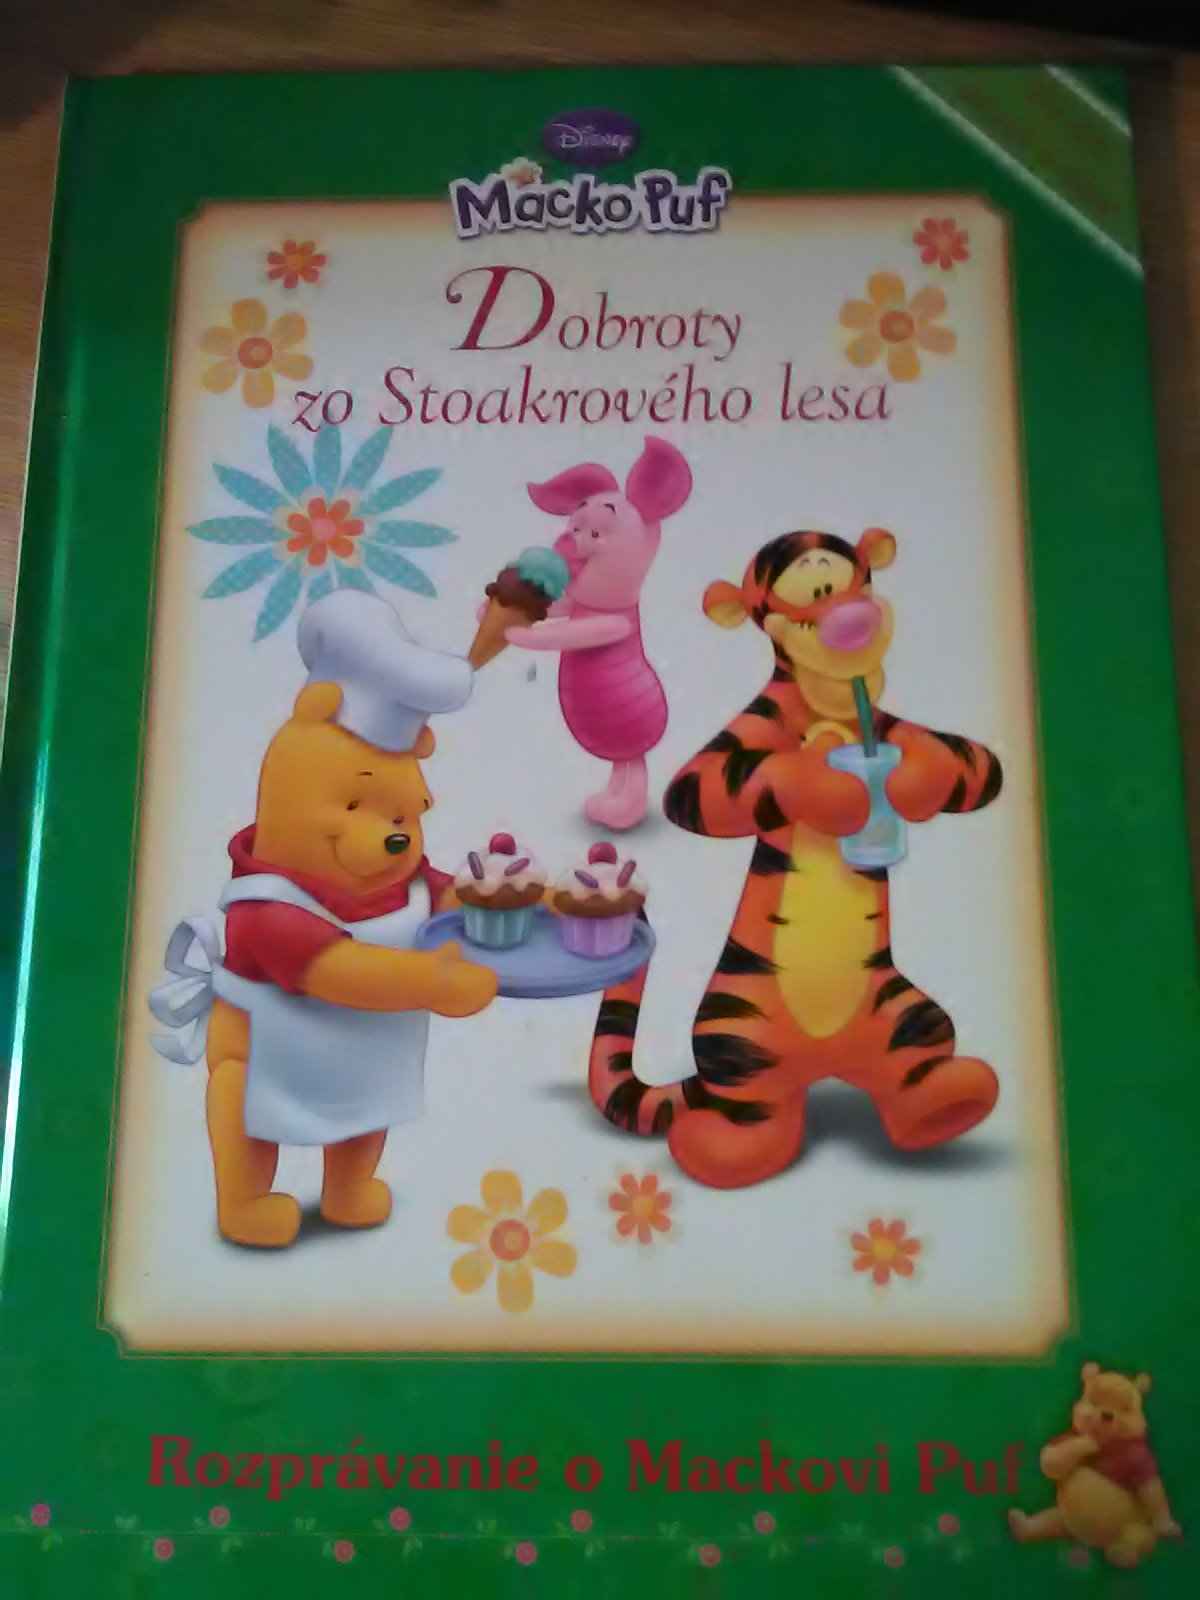 Disney
Macko Puf
Dobroty
zo Stoakrového lesa
Rozprávanie o Mackovi Puf